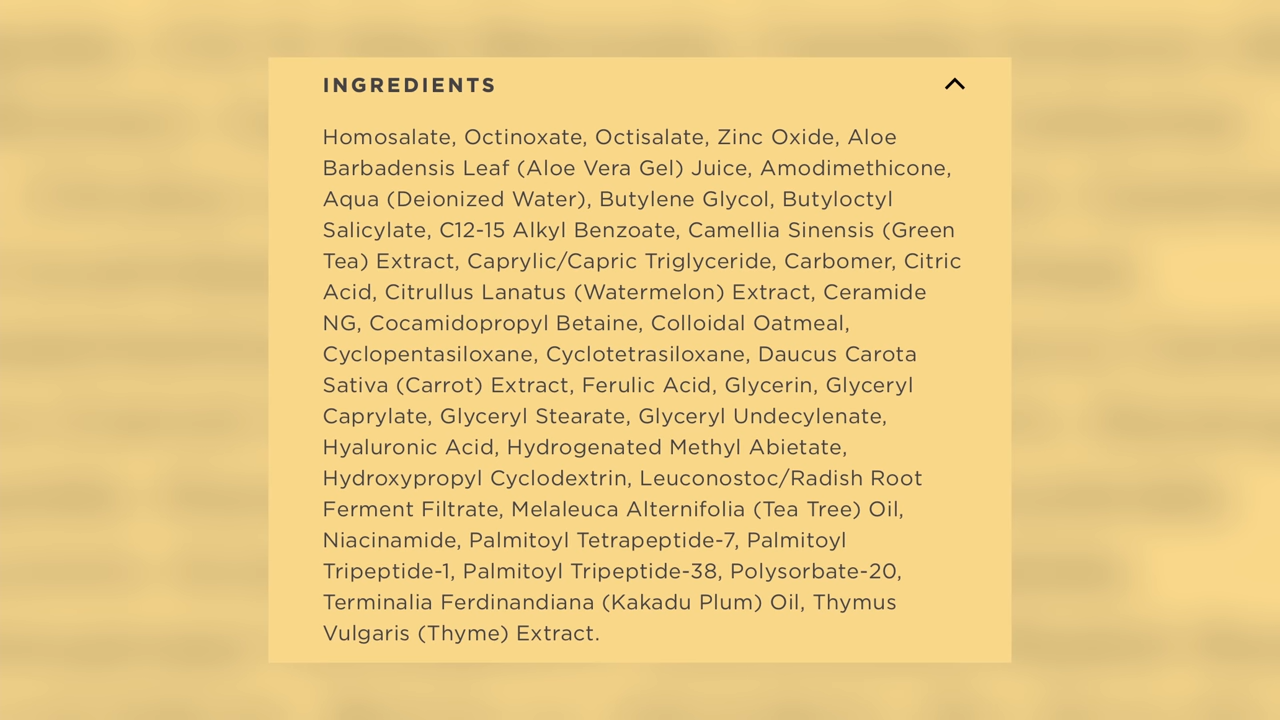 INGREDIENTS
Homosalate, Octinoxate, Octisalate, Zinc Oxide, Aloe
Barbadensis Leaf (Aloe Vera Gel) Juice, Amodimethicone,
Aqua (Deionized Water), Butylene Glycol, Butyloctyl
Salicylate, C12-15 Alkyl Benzoate, Camellia Sinensis (Green
Tea) Extract, Caprylic/Capric Triglyceride, Carbomer, Citric
Acid, Citrullus Lanatus (Watermelon) Extract, Ceramide
NG, Cocamidopropyl Betaine, Colloidal Oatmeal,
Cyclopentasiloxane, Cyclotetrasiloxane, Daucus Carota
Sativa (Carrot) Extract, Ferulic Acid, Glycerin, Glyceryl
Caprylate, Glyceryl Stearate, Glyceryl Undecylenate,
Hyaluronic Acid, Hydrogenated Methyl Abietate,
Hydroxypropyl Cyclodextrin, Leuconostoc/Radish Root
Ferment Filtrate, Melaleuca Alternifolia (Tea Tree) Oil,
Niacinamide, Palmitoyl Tetrapeptide-7, Palmitoyl
Tripeptide-1, Palmitoyl Tripeptide-38, Polysorbate-20,
Terminalia Ferdinandiana (Kakadu Plum) Oil, Thymus
Vulgaris (Thyme) Extract.